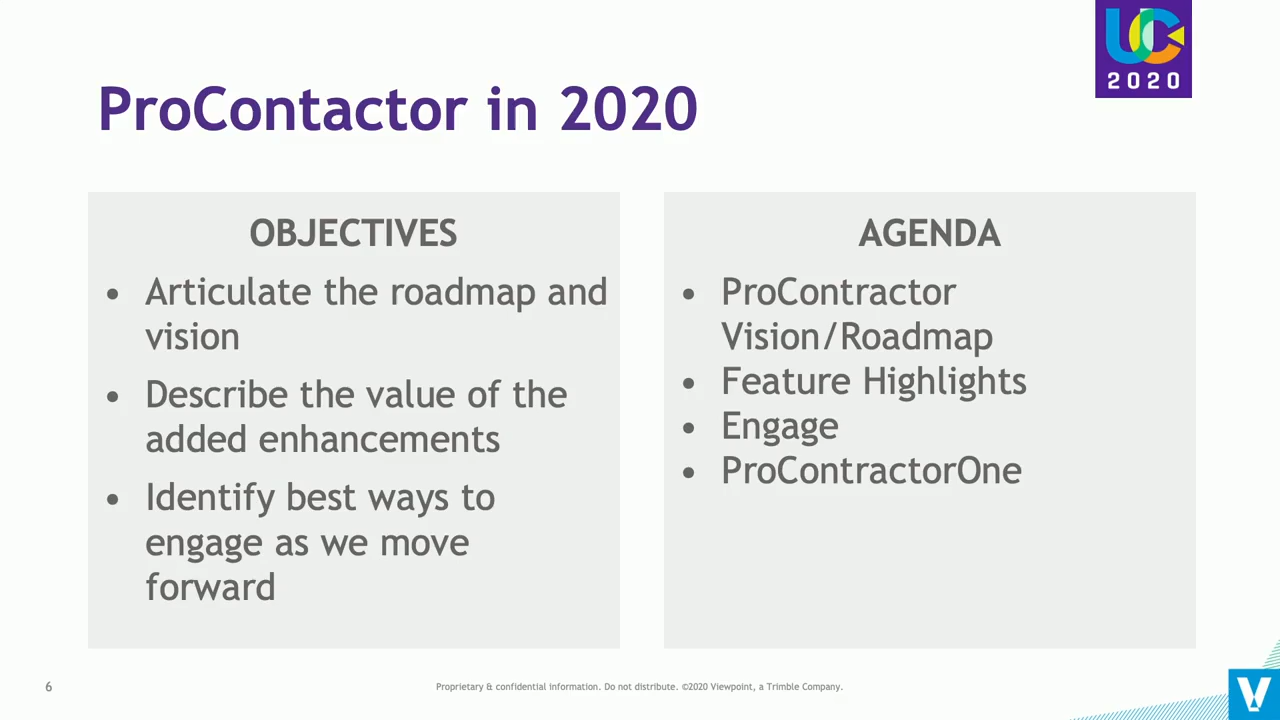 UC
2020
ProContactor in 2020
OBJECTIVES
• Articulate the roadmap and
vision
• Describe the value of the
added enhancements
• Identify best ways to
engage as we move
forward
AGENDA
• ProContractor
Vision/Roadmap
• Feature Highlights
• Engage
• ProContractorOne
6
Proprietary & confidential information. Do not distribute. ©2020 Viewpoint, a Trimble Company.